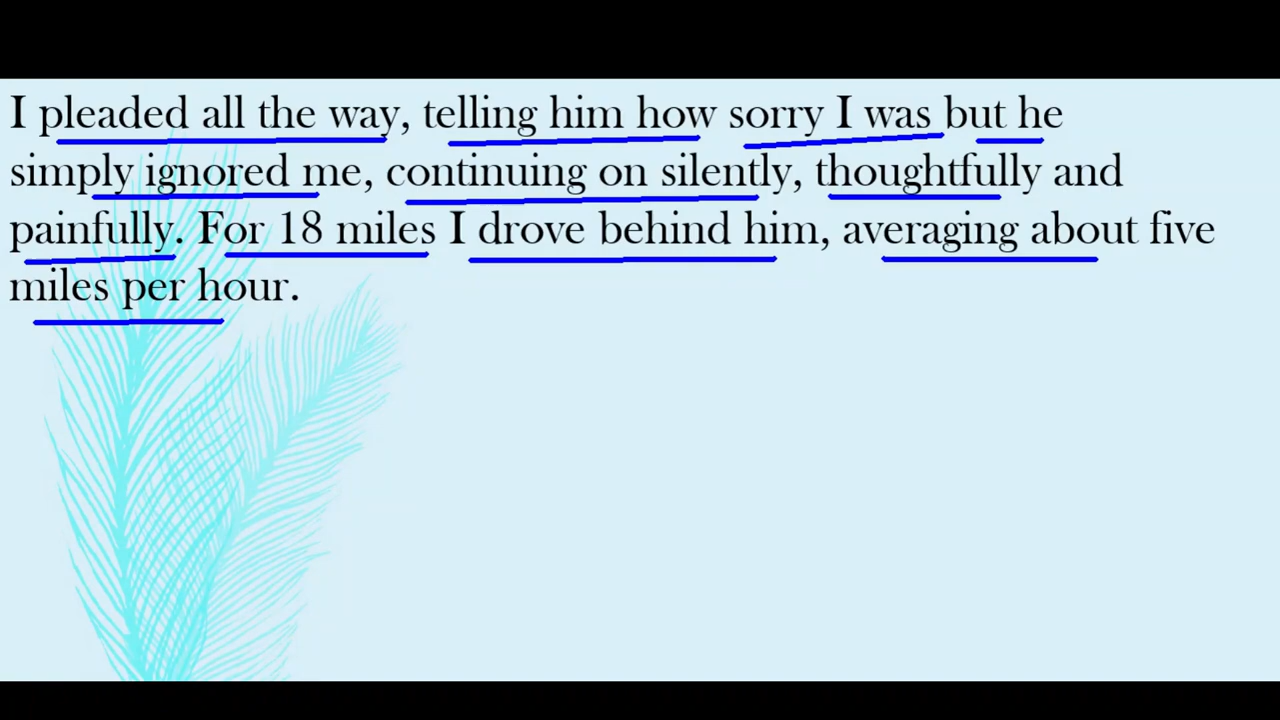 I pleaded all the way, telling him how sorry I was but he
simply ignored me, continuing on silently, thoughtfully and
painfully. For 18 miles I drove behind him, averaging about five
miles per hour.